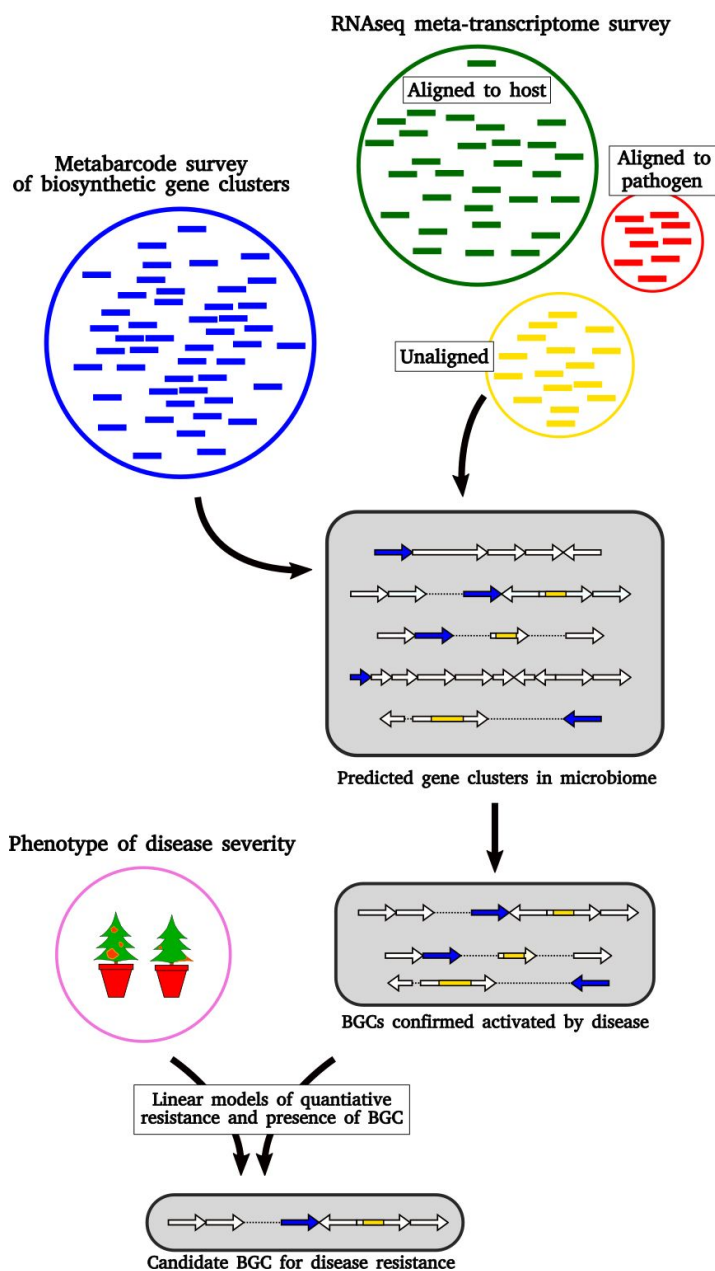 RNAseq meta-transcriptome survey
Aligned to host
Aligned to
pathogen
Metabarcode survey
of biosynthetic gene clusters
Unaligned
Predicted gene clusters in microbiome
Phenotype of disease severity
BGCs confirmed activated by disease
Linear models of quantiative
resistance and presence of BGC
Candidate BGC for disease resistance